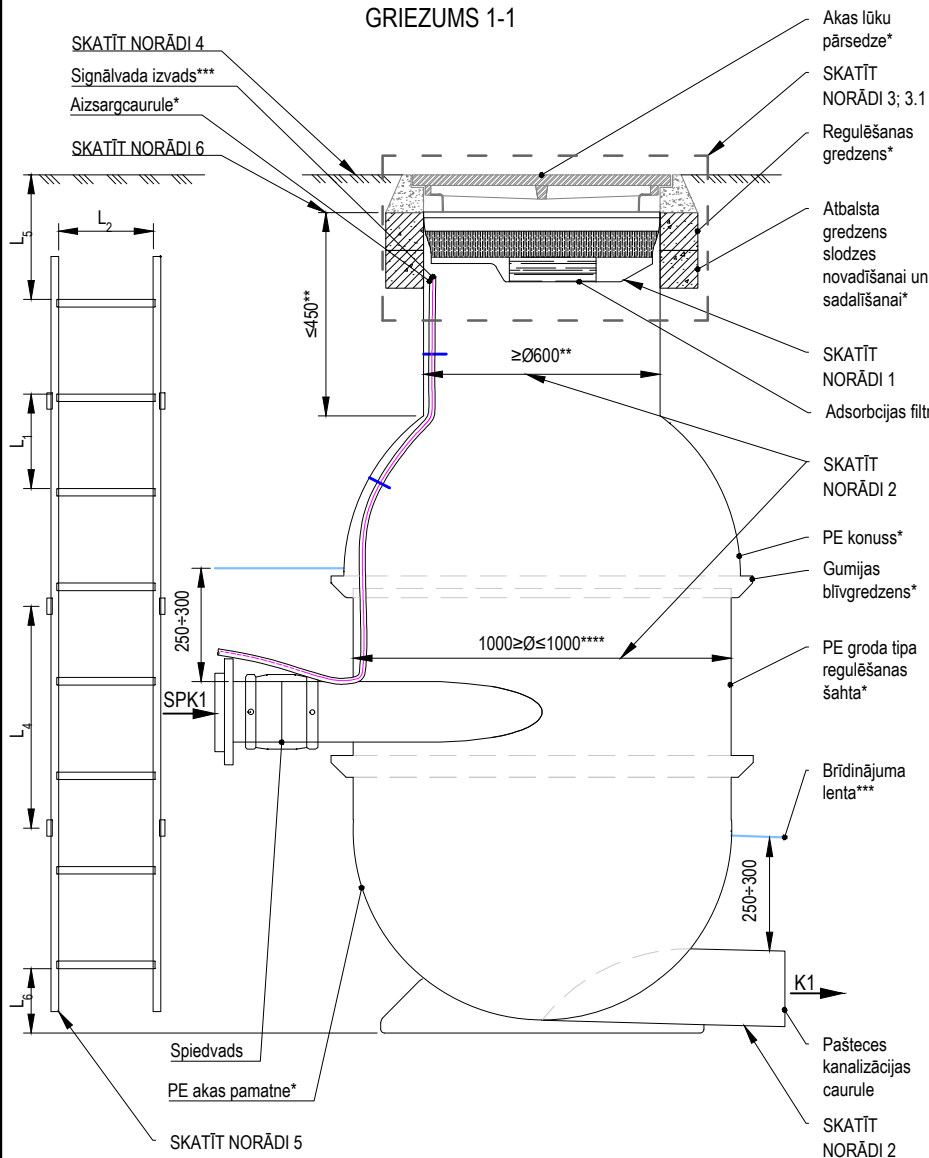 GRIEZUMS 1-1
SKATĪT NORĀDI 4
Signālvada izvads***
Aizsargcaurule*
SKATĪT NORĀDI 6
Akas lūku
pārsedze*
SKATĪT
NORĀDI 3; 3.1
Regulēšanas
gredzens*
Atbalsta
gredzens
slodzes
novadīšanai un
sadalīšanai*
SKATĪT
NORĀDI 1
Adsorbcijas filtr
SKATĪT
NORĀDI 2
PE konuss*
Gumijas
blīvgredzens*
PE groda tipa
regulēšanas
šahta*
Brīdinājuma
lenta***
L5
L2
L1
L4
L6
≤450**
≥Ø600**
250÷300
1000≥Ø≤1000****
SPK1
250÷300
K1
Pašteces
kanalizācijas
caurule
SKATĪT
NORĀDI 2
Spiedvads
PE akas pamatne*
SKATĪT NORĀDI 5